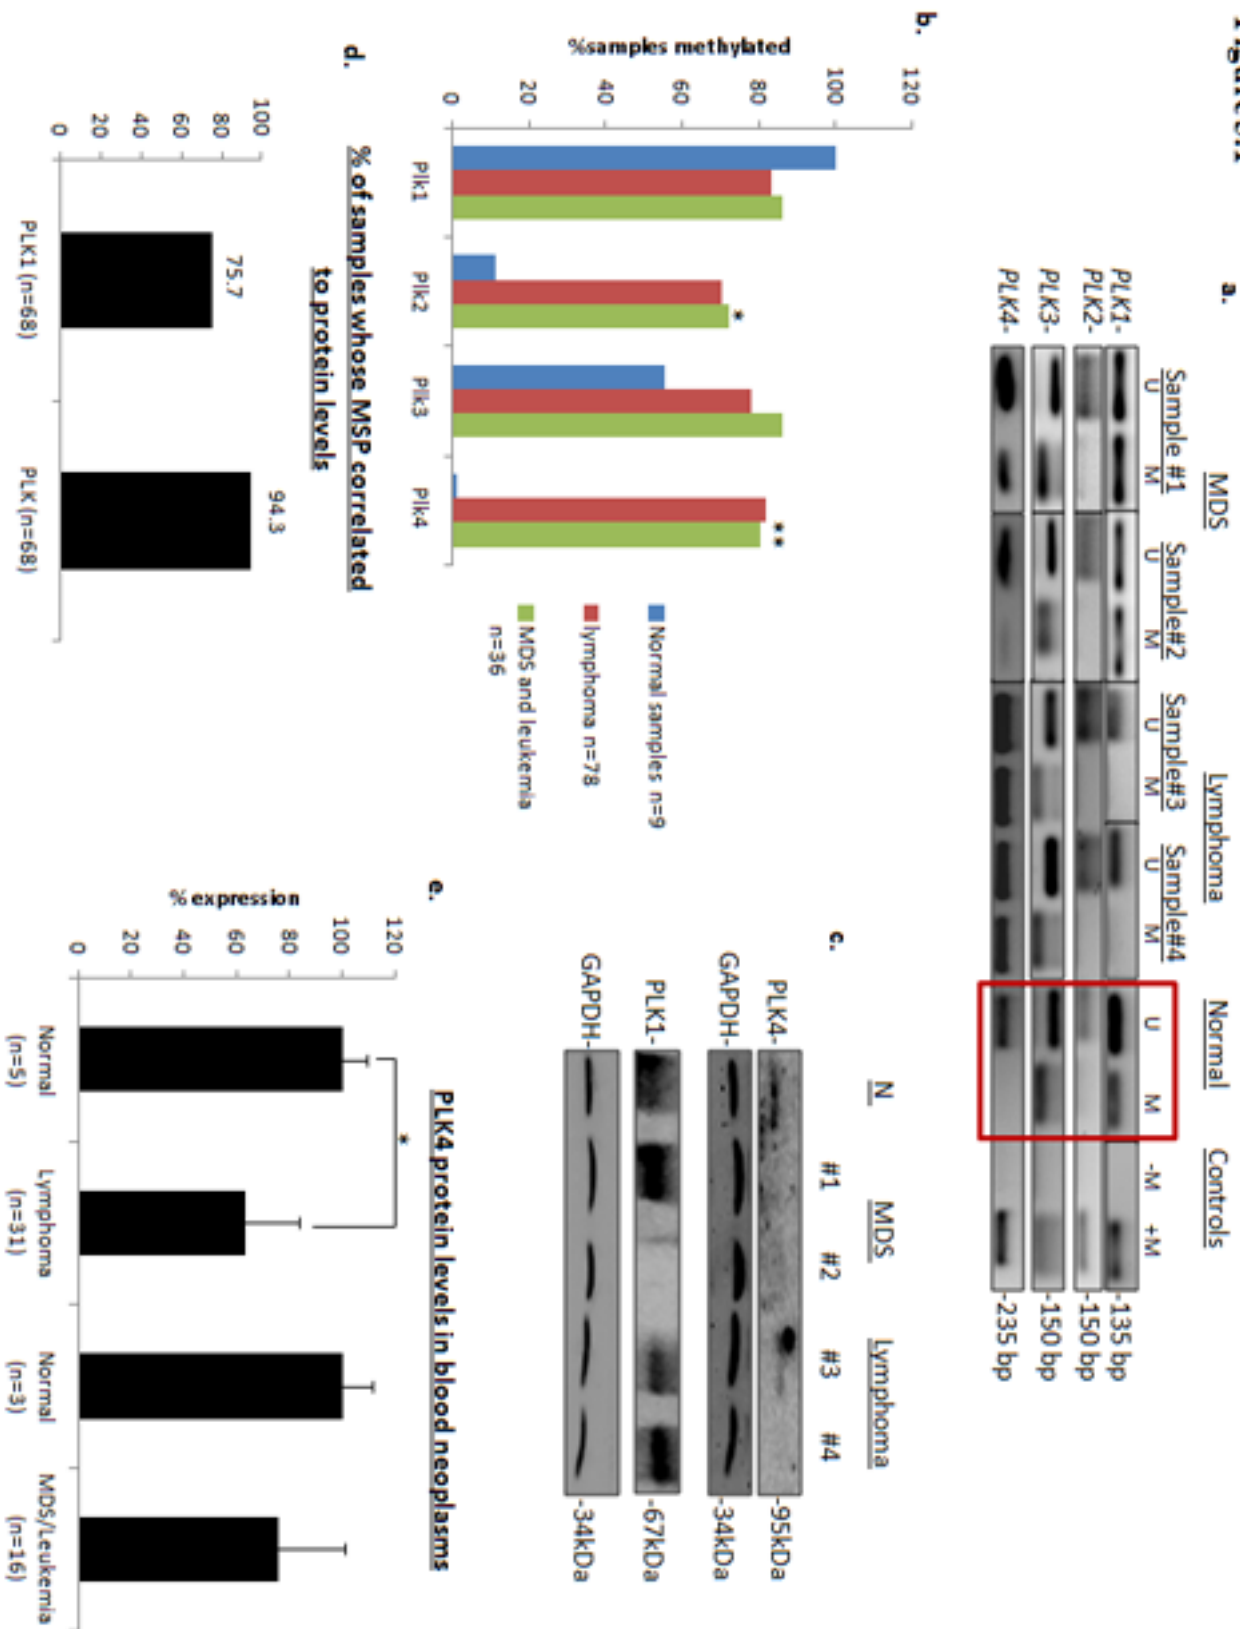 a.
MDS
Lymphoma
Normal
Controls
Sample #1
Sample#2
Sample#3
Sample#4
U M U M U M U M U M -M +M
PLK1- -135 bp
PLK2- -150 bp
PLK3- -150 bp
PLK4- -235 bp
b.
%samples methylated
120
100
80
60
40
20
0
Plk1
Plk2
Plk3
Plk4
*
**
Normal samples n=9
lymphoma n=78
MDS and leukemia
n=36
c.
N
MDS
Lymphoma
#1 #2 #3 #4
PLK4- -95kDa
GAPDH- -34kDa
PLK1- -67kDa
GAPDH- -34kDa
d.
% of samples whose MSP correlated
to protein levels
100
80
60
40
20
0
75.7
94.3
PLK1 (n=68)
PLK (n=68)
e.
PLK4 protein levels in blood neoplasms
% expression
120
100
80
60
40
20
0
*
Normal
(n=5)
Lymphoma
(n=31)
Normal
(n=3)
MDS/Leukemia
(n=16)